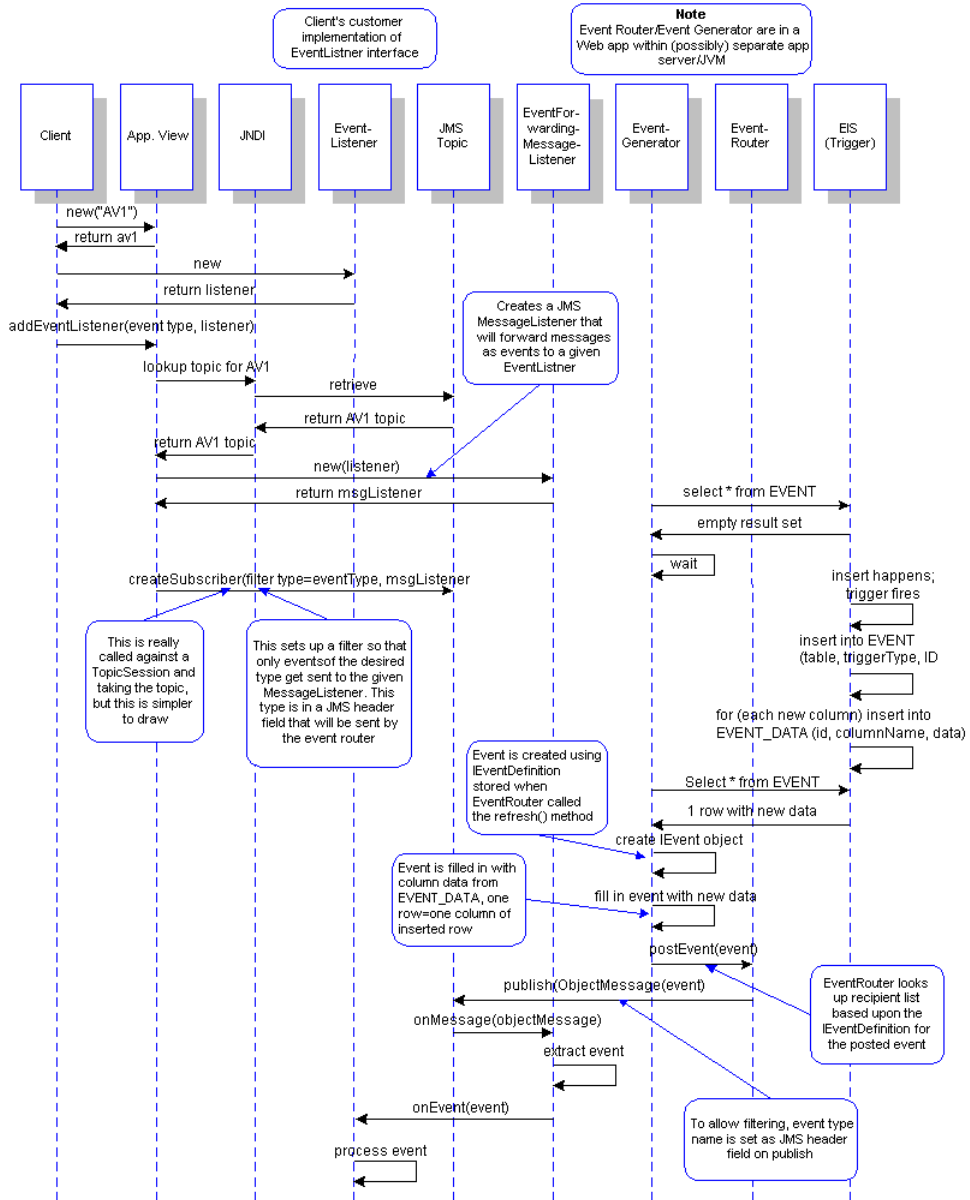 Client's customer
implementation of
EventListner interface
Note
Event Router/Event Generator are in a
Web app within (possibly) separate app
server/JVM
Client
App. View
JNDI
Event-
Listener
JMS
Topic
EventFor-
warding-
Message-
Listener
Event-
Generator
Event-
Router
EIS
(Trigger)
new("AV1")
return av1
new
return listener
addEventListener(event type, listener)
Creates a JMS
MessageListener that
will forward messages
as events to a given
EventListner
lookup topic for AV1
retrieve
return AV1 topic
return AV1 topic
new(listener)
return msgListener
select * from EVENT
empty result set
wait
createSubscriber(filter type=eventType, msgListener
insert happens;
trigger fires
insert into EVENT
(table, triggerType, ID
This is really
called against a
TopicSession and
taking the topic,
but this is simpler
to draw
This sets up a filter so that
only eventsof the desired
type get sent to the given
MessageListener. This
type is in a JMS header
field that will be sent by
the event router
for (each new column) insert into
EVENT_DATA (id, columnName, data)
Event is created using
IEventDefinition
stored when
EventRouter called
the refresh() method
Select * from EVENT
1 row with new data
create IEvent object
Event is filled in with
column data from
EVENT_DATA, one
row=one column of
inserted row
fill in event with new data
postEvent(event)
EventRouter looks
up recipient list
based upon the
IEventDefinition for
the posted event
publish(ObjectMessage(event)
onMessage(objectMessage)
extract event
onEvent(event)
To allow filtering, event type
name is set as JMS header
field on publish
process event